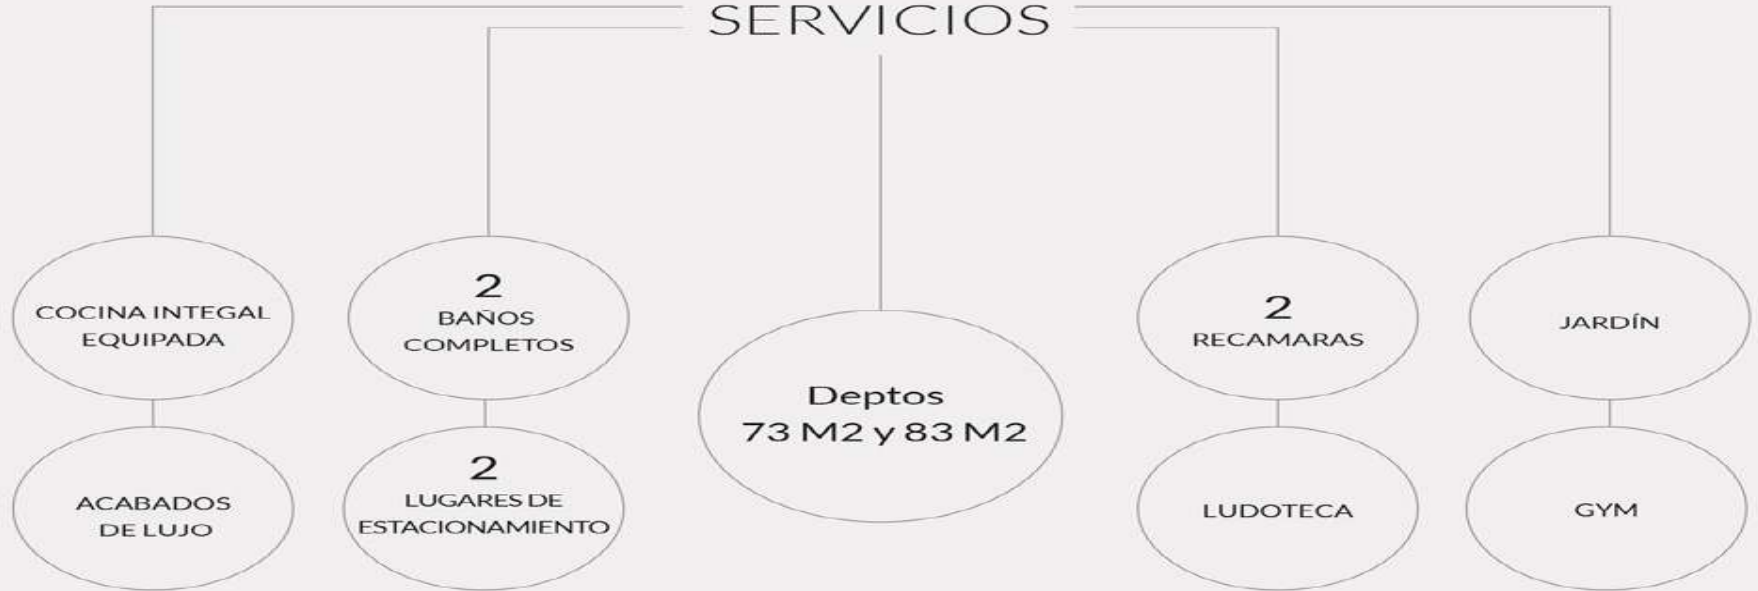 SERVICIOS
COCINA INTEGAL
EQUIPADA
2
BAÑOS
COMPLETOS
Deptos
73 M2 y 83 M2
2
RECAMARAS
JARDÍN
ACABADOS
DE LUJO
2
LUGARES DE
ESTACIONAMIENTO
LUDOTECA
GYM